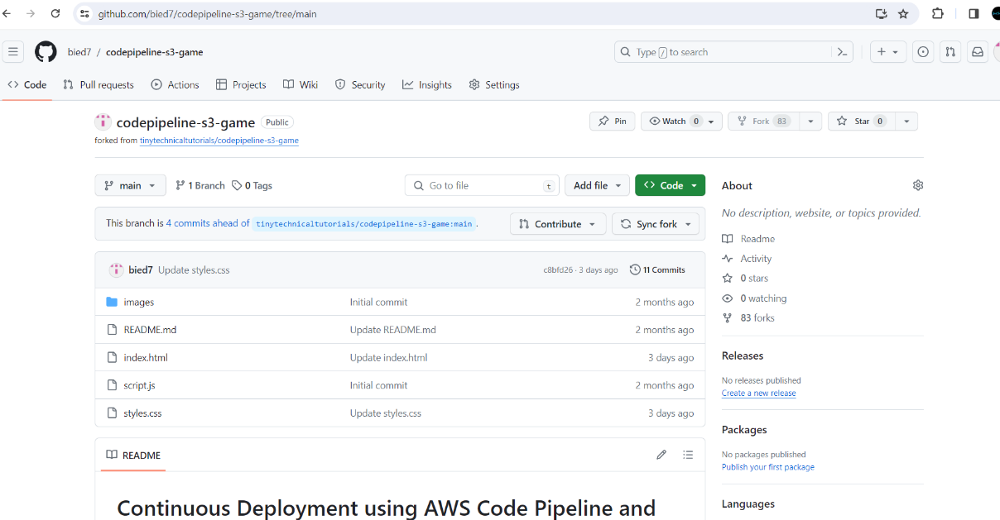 github.com/bied7/codepipeline-s3-game/tree/main
bied7 / codepipeline-s3-game
Type / to search
Code Pull requests Actions Projects Wiki Security Insights Settings
codepipeline-s3-game Public
Pin Watch 0 Fork 83 Star 0
forked from tinytechnicaltutorials/codepipeline-s3-game
main 1 Branch 0 Tags
Go to file t Add file Code
About
This branch is 4 commits ahead of tinytechnicaltutorials/codepipeline-s3-game:main .
Contribute Sync fork
No description, website, or topics provided.
Readme
Activity
0 stars
0 watching
83 forks
bied7 Update styles.css c8bfd26 · 3 days ago 11 Commits
images Initial commit 2 months ago
README.md Update README.md 2 months ago
index.html Update index.html 3 days ago
script.js Initial commit 2 months ago
styles.css Update styles.css 3 days ago
Releases
No releases published
Create a new release
Packages
No packages published
Publish your first package
Languages
README
Continuous Deployment using AWS Code Pipeline and